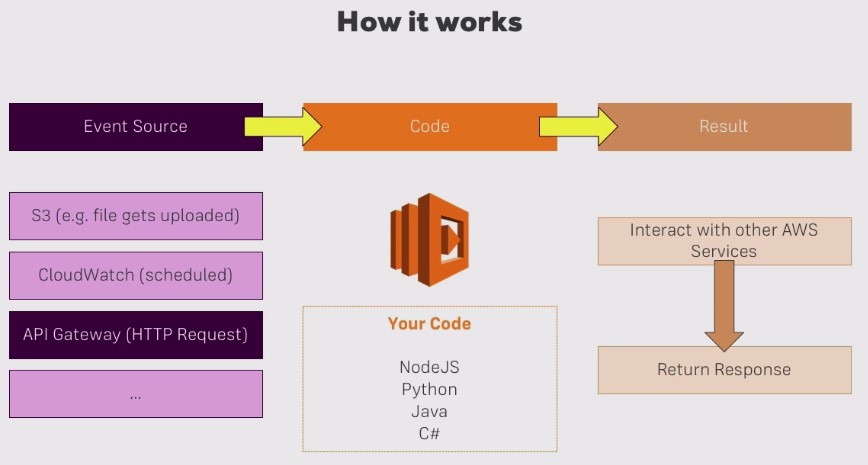 How it works
Event Source
Code
Result
S3 (e.g. file gets uploaded)
CloudWatch (scheduled)
API Gateway (HTTP Request)
...
Your Code
NodeJS
Python
Java
C#
Interact with other AWS
Services
Return Response